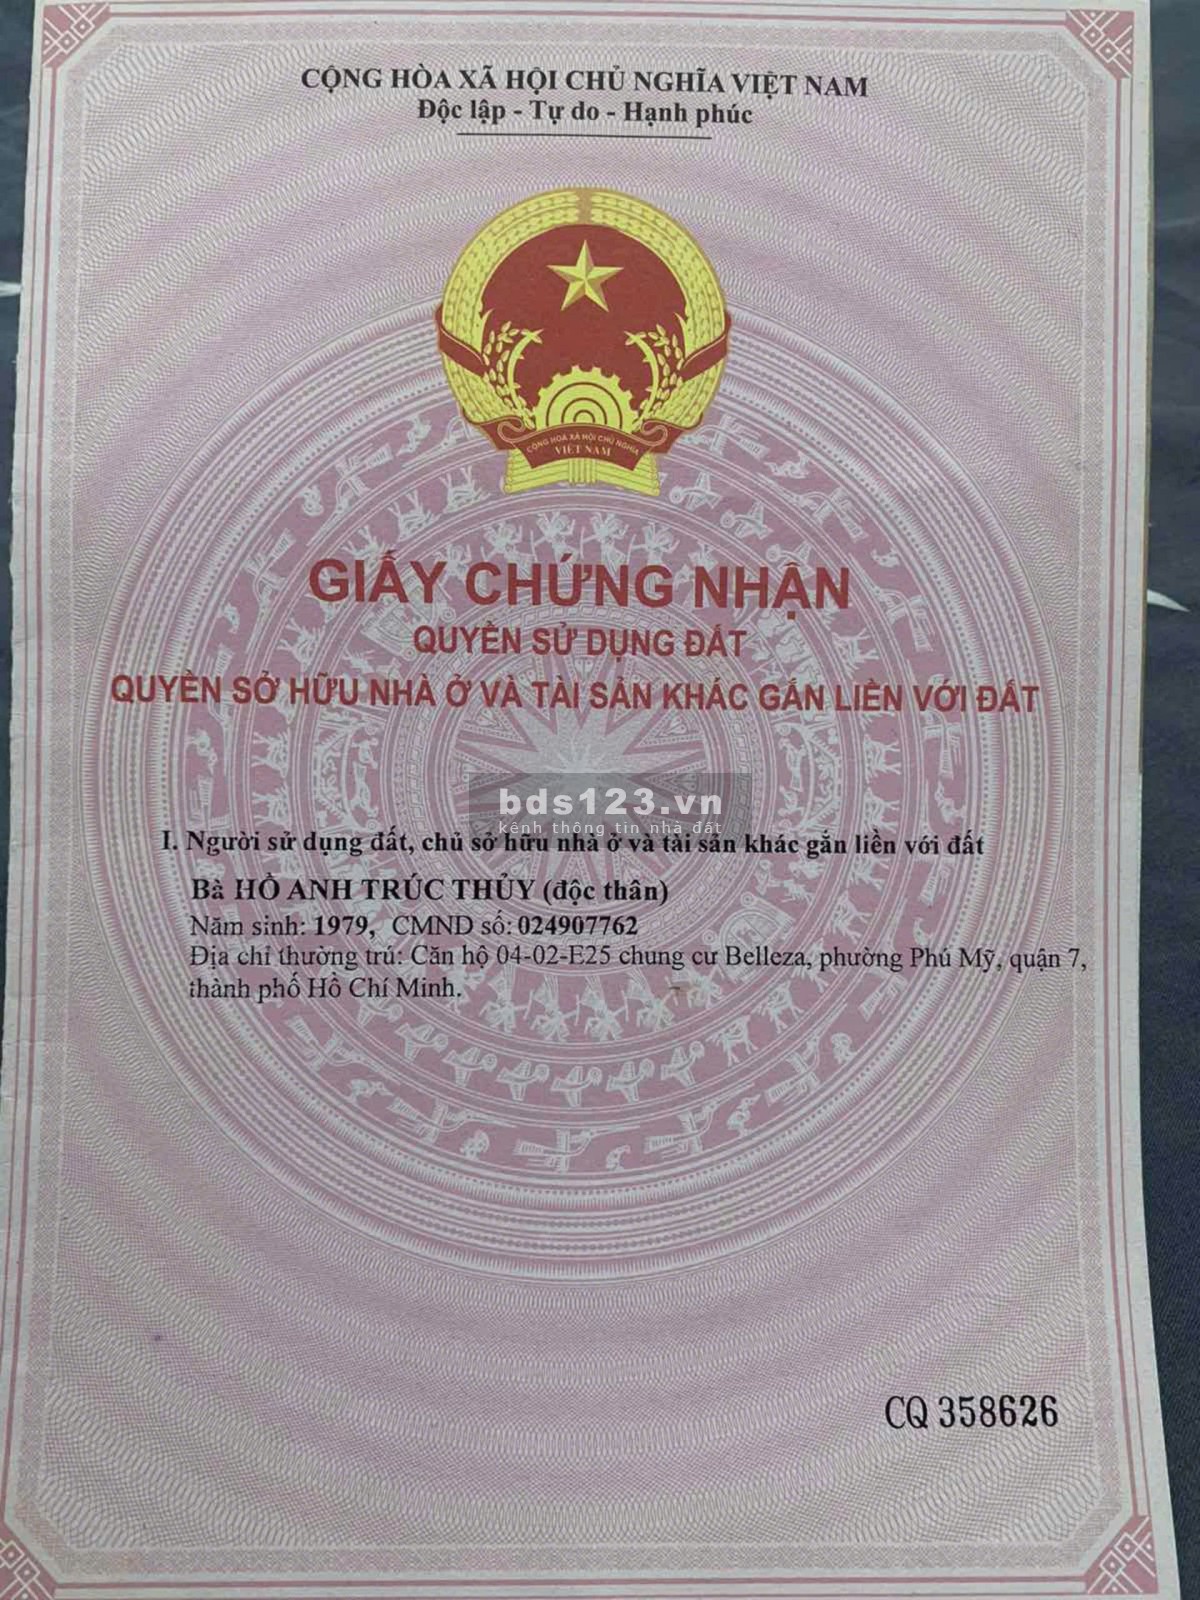 CỘNG HÒA XÃ HỘI CHỦ NGHĨA VIỆT NAM
Độc lập - Tự do - Hạnh phúc
CỘNG HÒA XÃ HỘI CHỦ NGHĨA
VIỆT NAM
GIẤY CHỨNG NHẬN
QUYỀN SỬ DỤNG ĐẤT
QUYỀN SỞ HỮU NHÀ Ở VÀ TÀI SẢN KHÁC GẮN LIỀN VỚI ĐẤT
bds123.vn
kênh thông tin nhà đất
I. Người sử dụng đất, chủ sở hữu nhà ở và tài sản khác gắn liền với đất
Bà HỒ ANH TRÚC THỦY (độc thân)
Năm sinh: 1979, CMND số: 024907762
Địa chỉ thường trú: Căn hộ 04-02-E25 chung cư Belleza, phường Phú Mỹ, quận 7,
thành phố Hồ Chí Minh.
CQ 358626